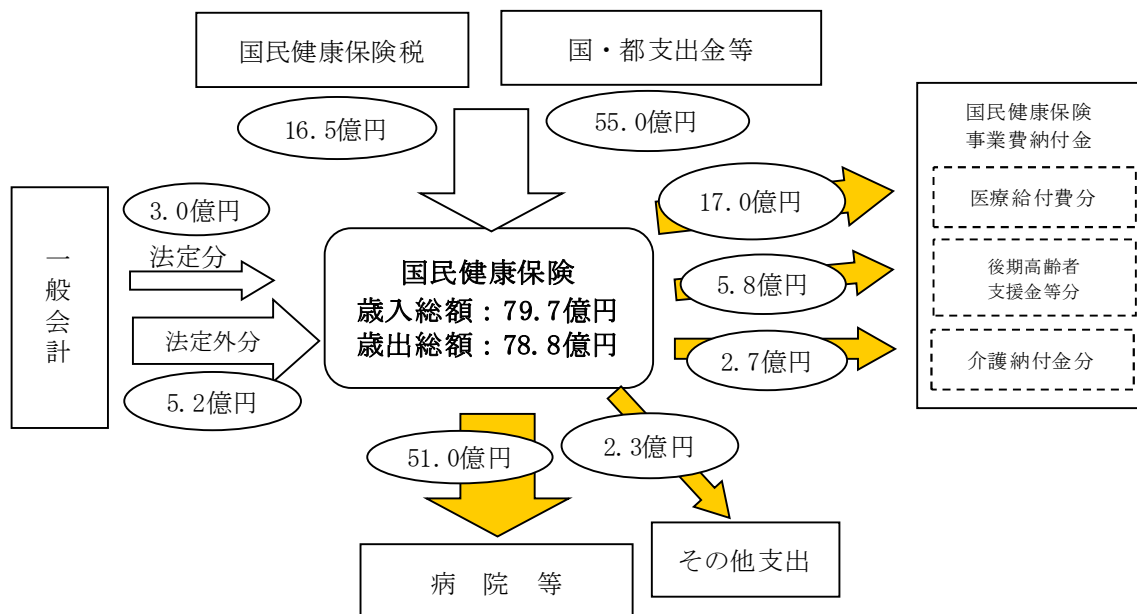 国民健康保険税
国・都支出金等
16.5億円
55.0億円
国民健康保険
事業費納付金
医療給付費分
後期高齢者
支援金等分
介護納付金分
17.0億円
5.8億円
2.7億円
一般会計
3.0億円
法定分
法定外分
5.2億円
国民健康保険
歳入総額：79.7億円
歳出総額：78.8億円
51.0億円
2.3億円
病　院　等
その他支出